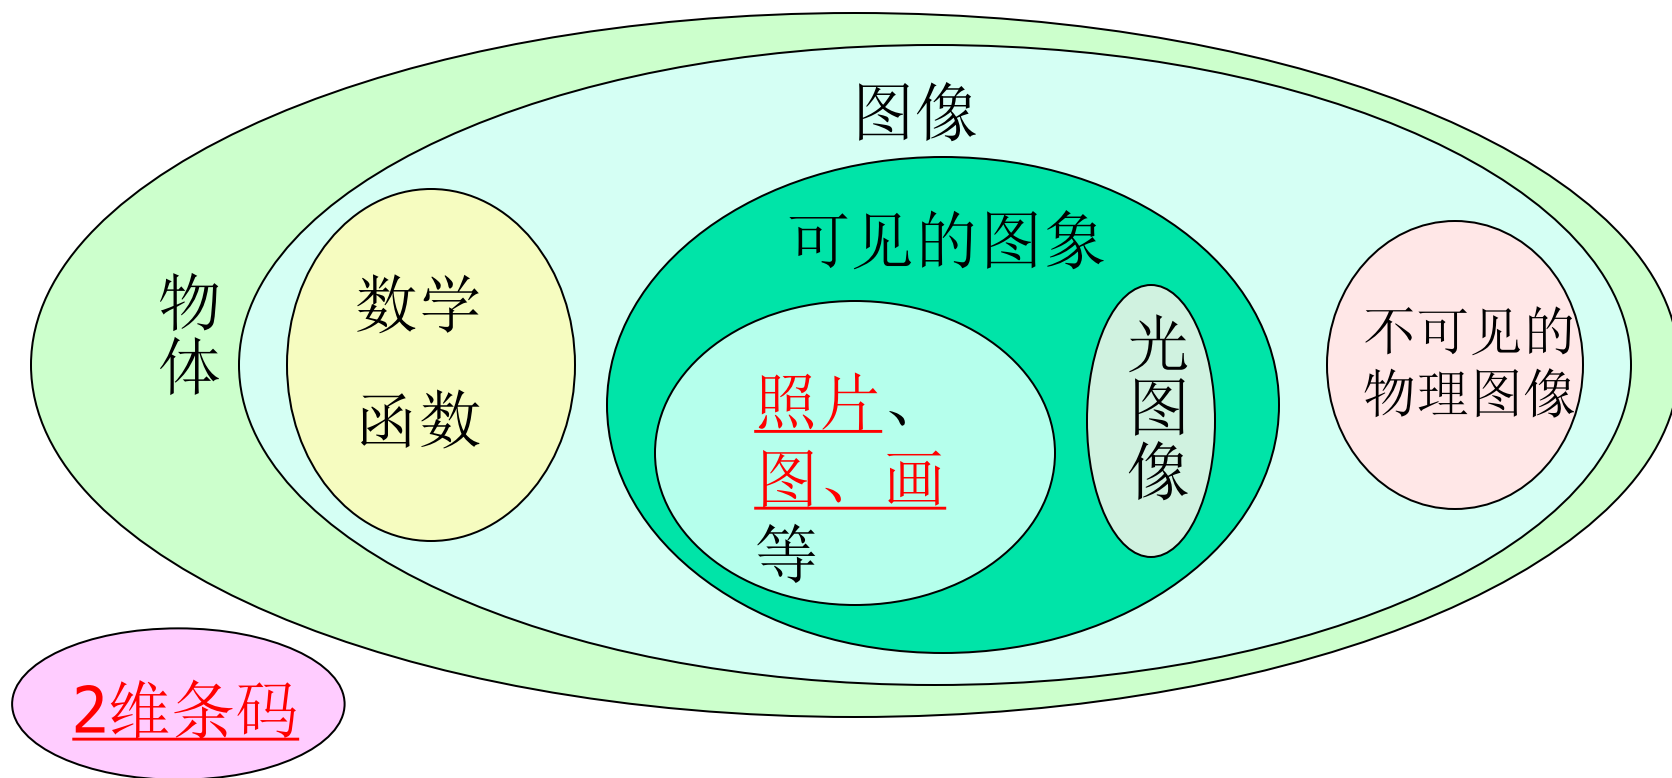 图像
可见的图象
物
体
数学
函数
照片、
图、画
等
光
图
像
不可见的
物理图像
2维条码